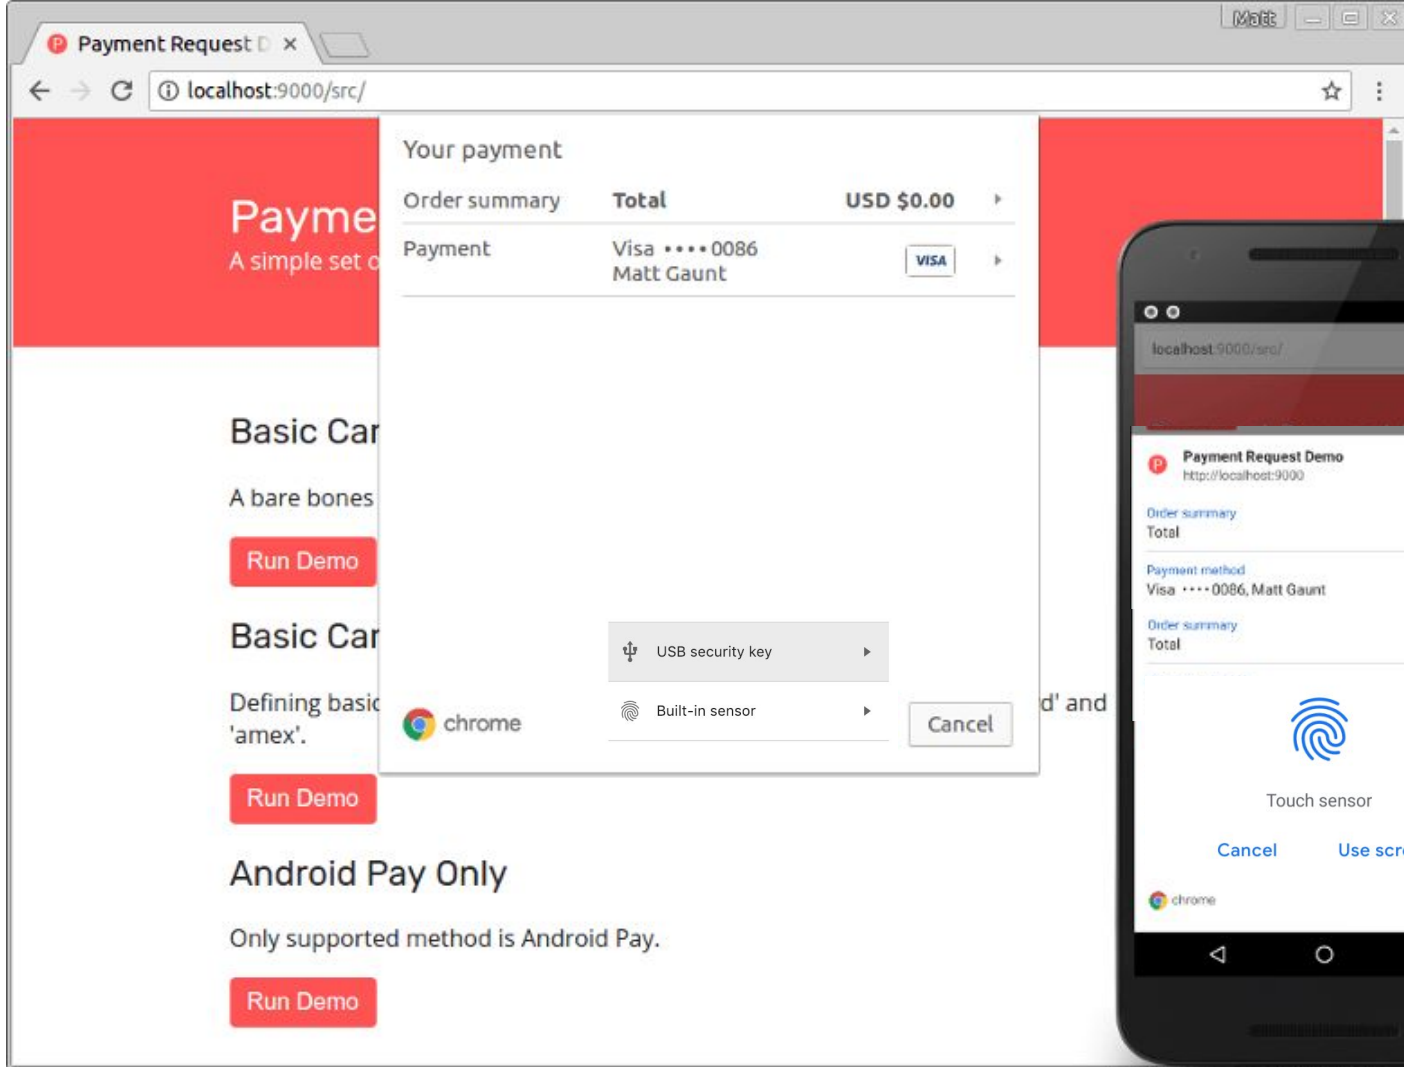 Matt
Payment Request D
localhost:9000/src/
Payme
A simple set o
Your payment
Order summary Total USD $0.00
Payment Visa •••• 0086 VISA
Matt Gaunt
Basic Car
A bare bones
Run Demo
Basic Car
Defining basic d' and
'amex'.
Run Demo
USB security key
Built-in sensor
chrome
Cancel
Android Pay Only
Only supported method is Android Pay.
Run Demo
localhost:9000/src/
Payment Request Demo
http://localhost:9000
Order summary
Total
Payment method
Visa •••• 0086, Matt Gaunt
Order summary
Total
Touch sensor
Cancel Use scr
chrome